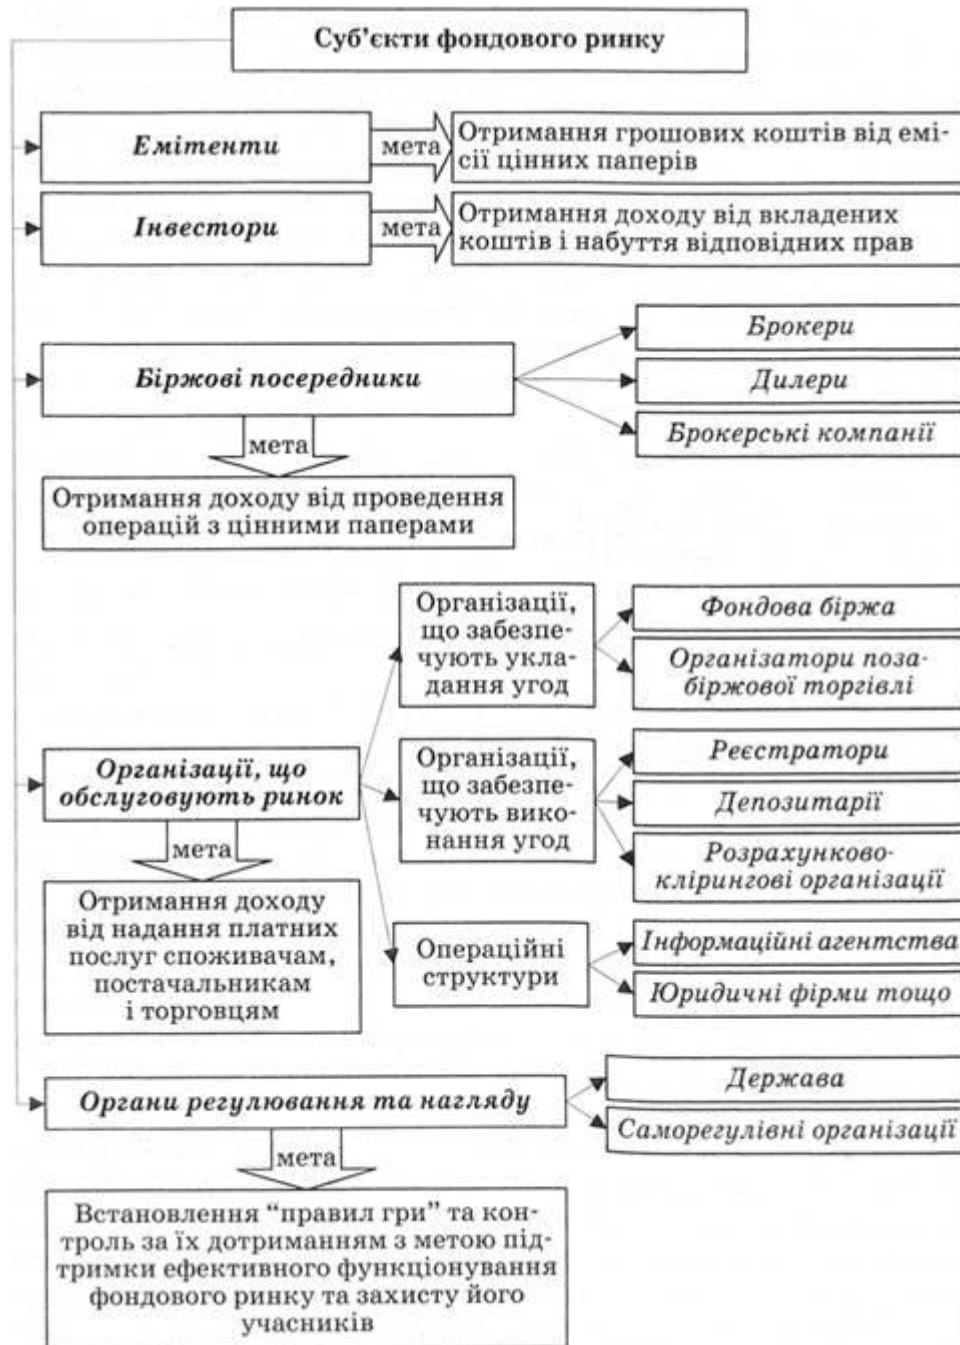 Суб’єкти фондового ринку
Емітенти
мета
Отримання грошових коштів від емі-
сії цінних паперів
Інвестори
мета
Отримання доходу від вкладених
коштів і набуття відповідних прав
Біржові посередники
Брокери
Дилери
Брокерські компанії
мета
Отримання доходу від проведення
операцій з цінними паперами
Організації, що
обслуговують ринок
мета
Отримання доходу
від надання платних
послуг споживачам,
постачальникам
і торговцям
Організації,
що забезпе-
чують укла-
дання угод
Фондова біржа
Організатори поза-
біржової торгівлі
Організації,
що забезпе-
чують вико-
нання угод
Реєстратори
Депозитарії
Розрахунково-
клірингові організації
Операційні
структури
Інформаційні агентства
Юридичні фірми тощо
Органи регулювання та нагляду
Держава
Саморегулівні організації
мета
Встановлення “правил гри” та кон-
троль за їх дотриманням з метою під-
тримки ефективного функціонування
фондового ринку та захисту його
учасників